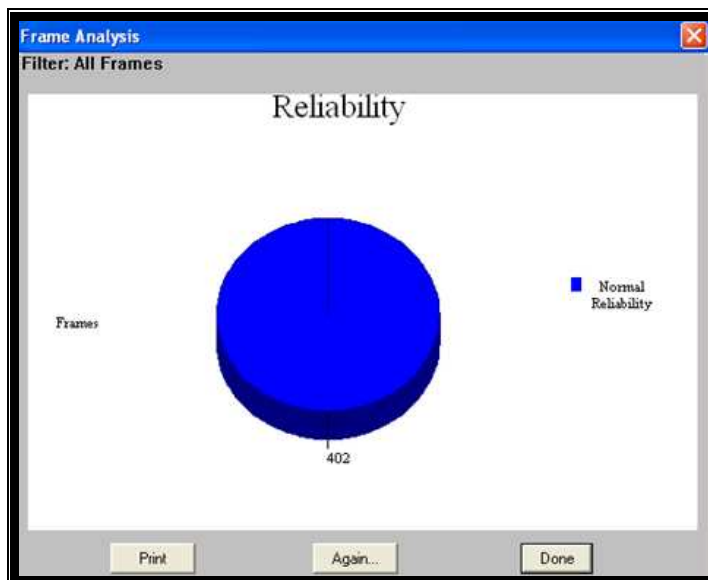 Frame Analysis
Filter: All Frames
Reliability
Normal
Reliability
Frames
402
Print
Again...
Done